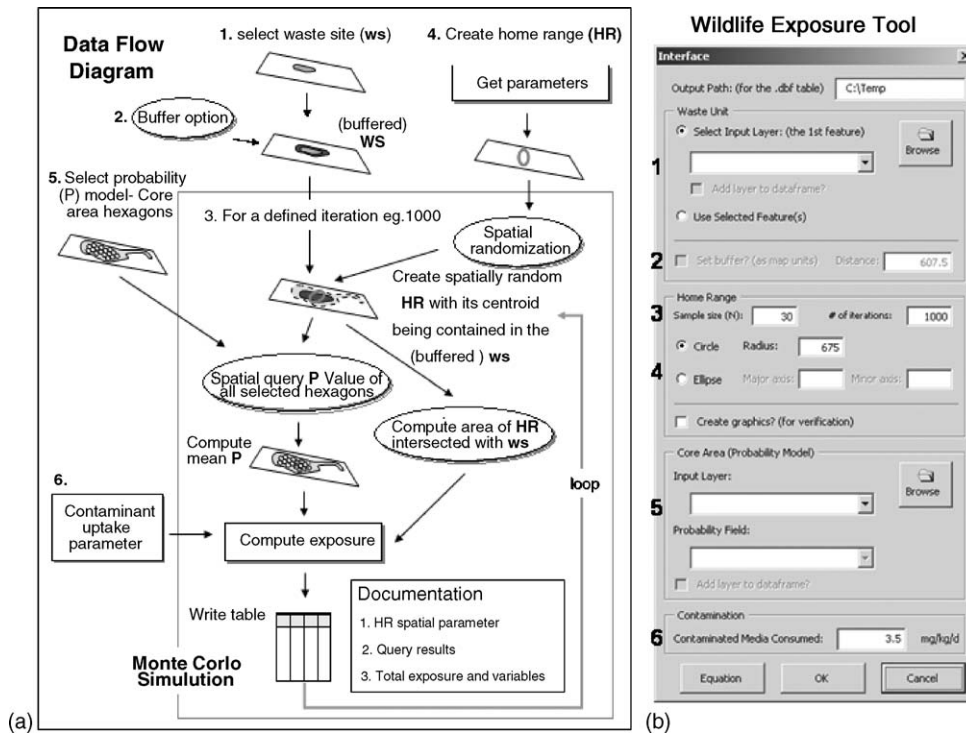 Data Flow
Diagram
1. select waste site (ws)
4. Create home range (HR)
Get parameters
2. Buffer option
(buffered)
WS
5. Select probability
(P) model- Core
area hexagons
3. For a defined iteration eg.1000
Spatial
randomization
Create spatially random
HR with its centroid
being contained in the
(buffered ) ws
Spatial query P Value of
all selected hexagons
Compute area of HR
intersected with ws
Compute
mean P
loop
6.
Contaminant
uptake
parameter
Compute exposure
Write table
Documentation
1. HR spatial parameter
2. Query results
3. Total exposure and variables
Monte Corlo
Simulution
(a)
Wildlife Exposure Tool
Interface
Output Path: (for the .dbf table) C:\Temp
Waste Unit
Select Input Layer: (the 1st feature)
Browse
1
Add layer to dataframe?
Use Selected Feature(s)
2 Set buffer? (as map units) Distance: 607.5
Home Range
3 Sample size (N): 30 # of iterations: 1000
Circle Radius: 675
4
Ellipse Major axis: Minor axis:
Create graphics? (for verification)
Core Area (Probability Model)
Input Layer:
Browse
5
Probability Field:
Add layer to dataframe?
Contamination
6 Contaminated Media Consumed: 3.5 mg/kg/d
Equation OK Cancel
(b)